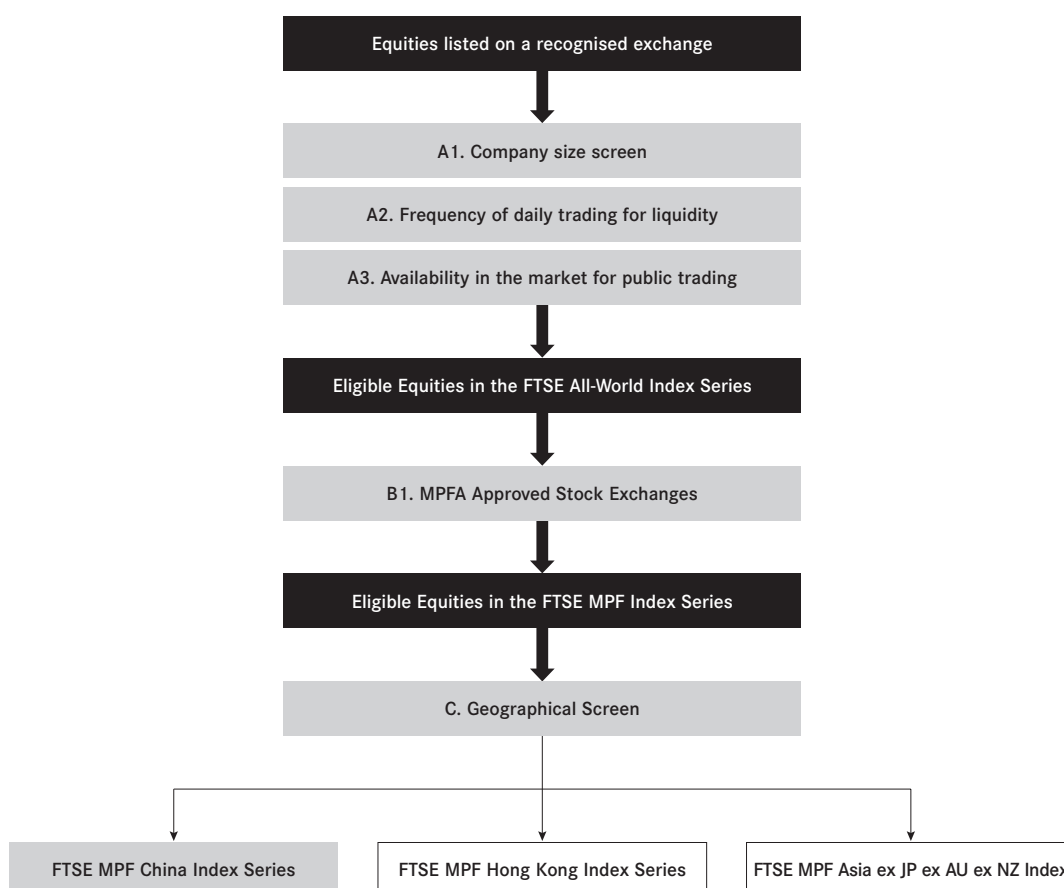 Equities listed on a recognised exchange
A1. Company size screen
A2. Frequency of daily trading for liquidity
A3. Availability in the market for public trading
Eligible Equities in the FTSE All-World Index Series
B1. MPFA Approved Stock Exchanges
Eligible Equities in the FTSE MPF Index Series
C. Geographical Screen
FTSE MPF China Index Series
FTSE MPF Hong Kong Index Series
FTSE MPF Asia ex JP ex AU ex NZ Index